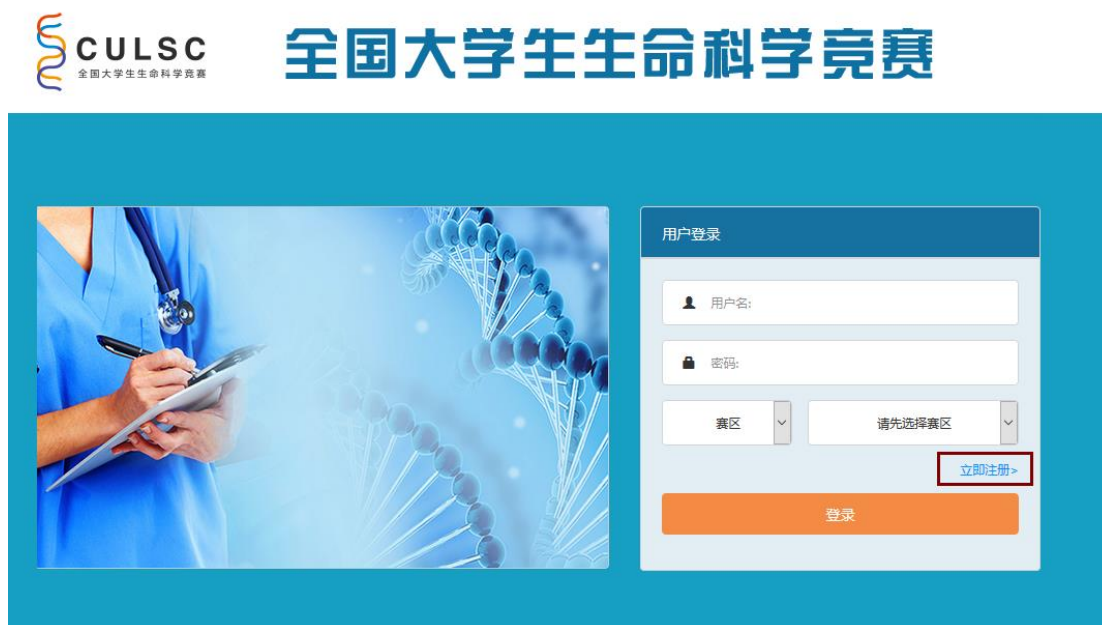 CULSC
全国大学生生命科学竞赛
全国大学生生命科学竞赛
用户登录
用户名:
密码:
赛区
请先选择赛区
立即注册>
登录